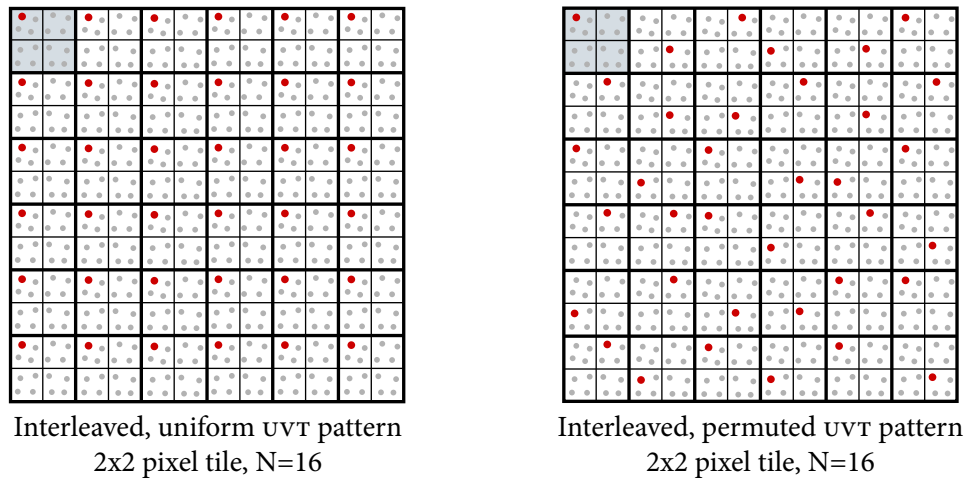 Interleaved, uniform UVT pattern
2x2 pixel tile, N=16
Interleaved, permuted UVT pattern
2x2 pixel tile, N=16